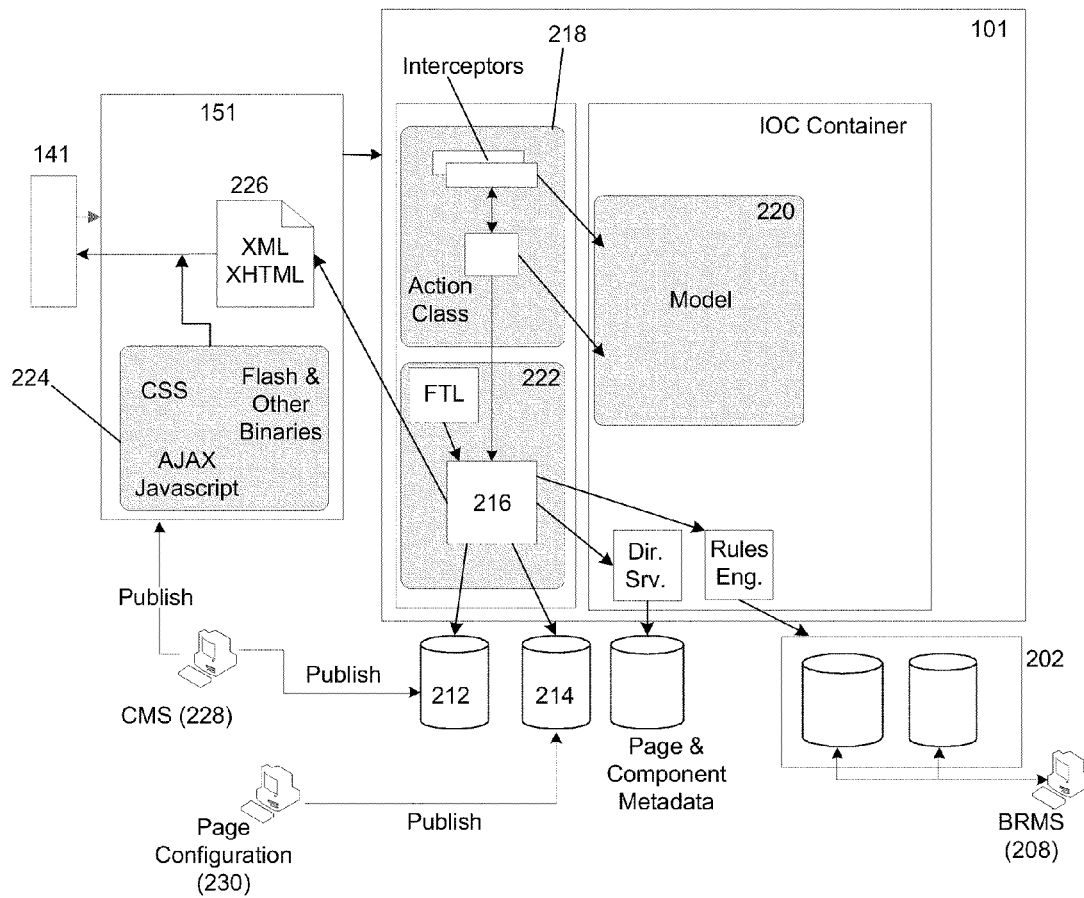 101
218
Interceptors
151
IOC Container
141
226
220
XML
XHTML
Model
Action
Class
222
224
CSS
Flash &
Other
Binaries
FTL
AJAX
Javascript
216
Dir.
Srv.
Rules
Eng.
Publish
Publish
212
214
202
CMS (228)
Page &
Component
Metadata
Publish
Page
Configuration
(230)
BRMS
(208)